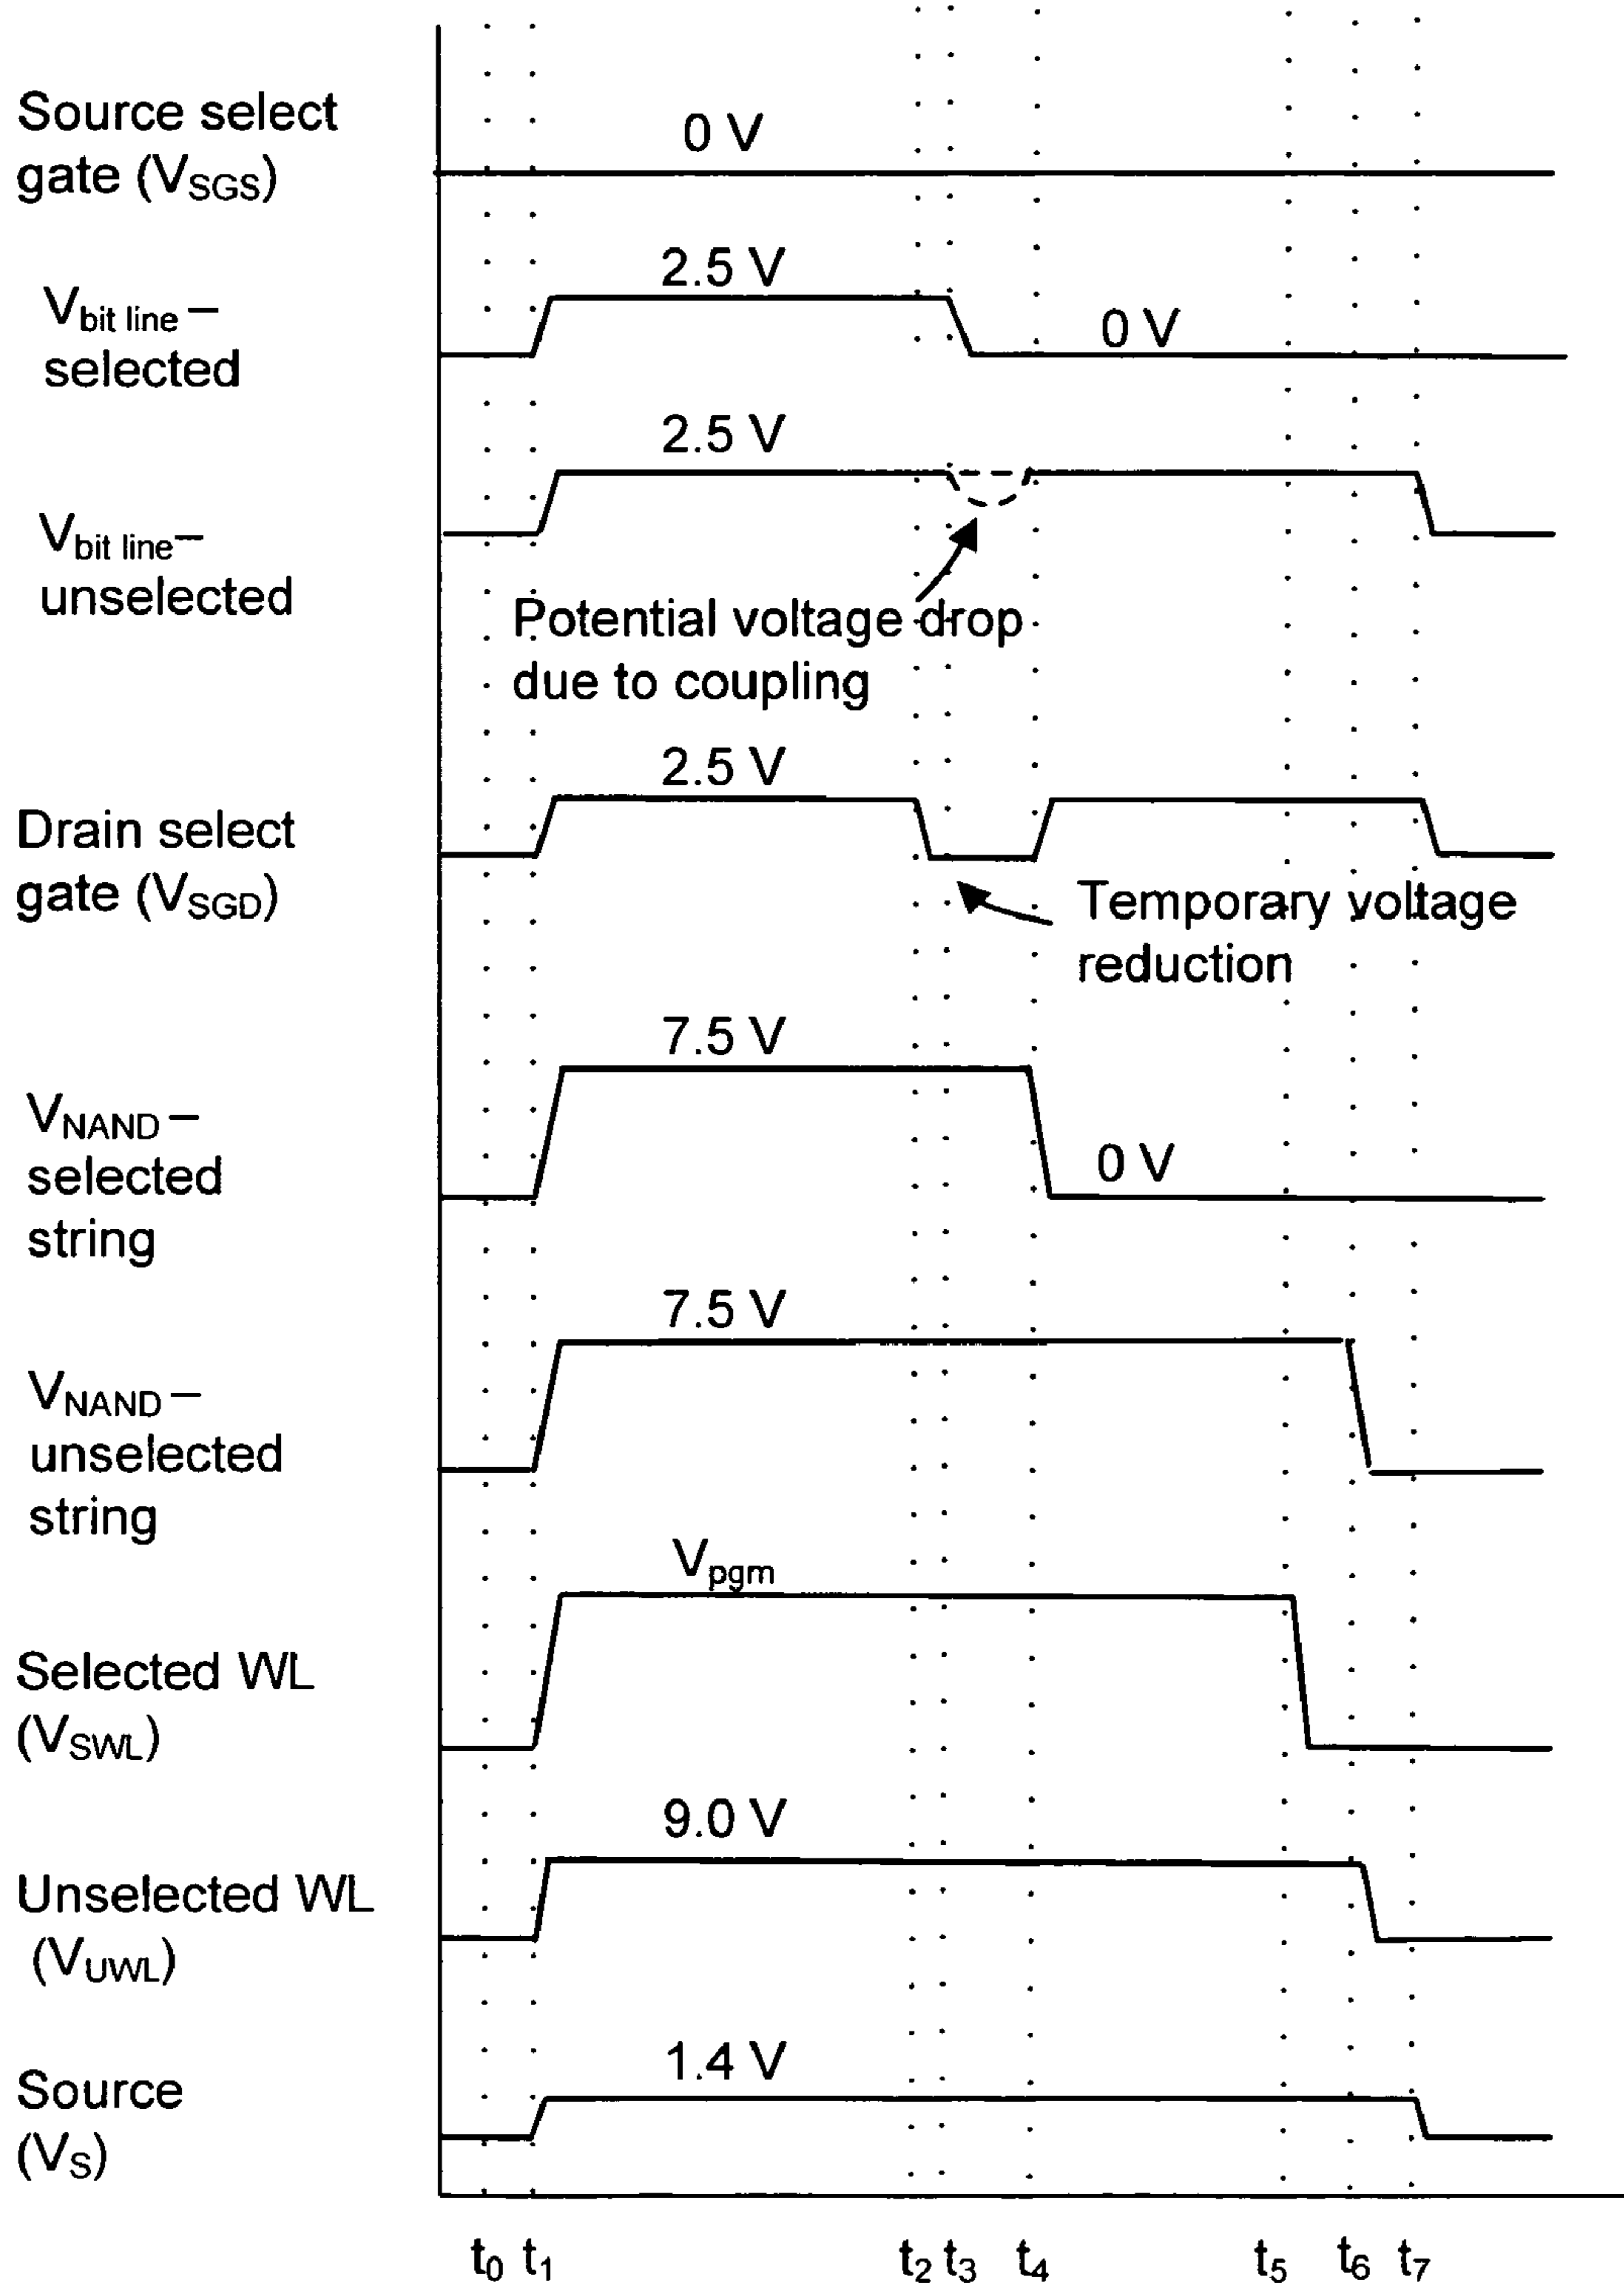 Source select
gate (VSGS)
0 V
Vbit line –
selected
2.5 V
0 V
Vbit line –
unselected
2.5 V
Potential voltage drop
due to coupling
Drain select
gate (VSGD)
2.5 V
Temporary voltage
reduction
VNAND –
selected
string
7.5 V
0 V
VNAND –
unselected
string
7.5 V
Selected WL
(VSWL)
Vpgm
Unselected WL
(VUWL)
9.0 V
Source
(VS)
1.4 V
t0 t1 t2 t3 t4 t5 t6 t7